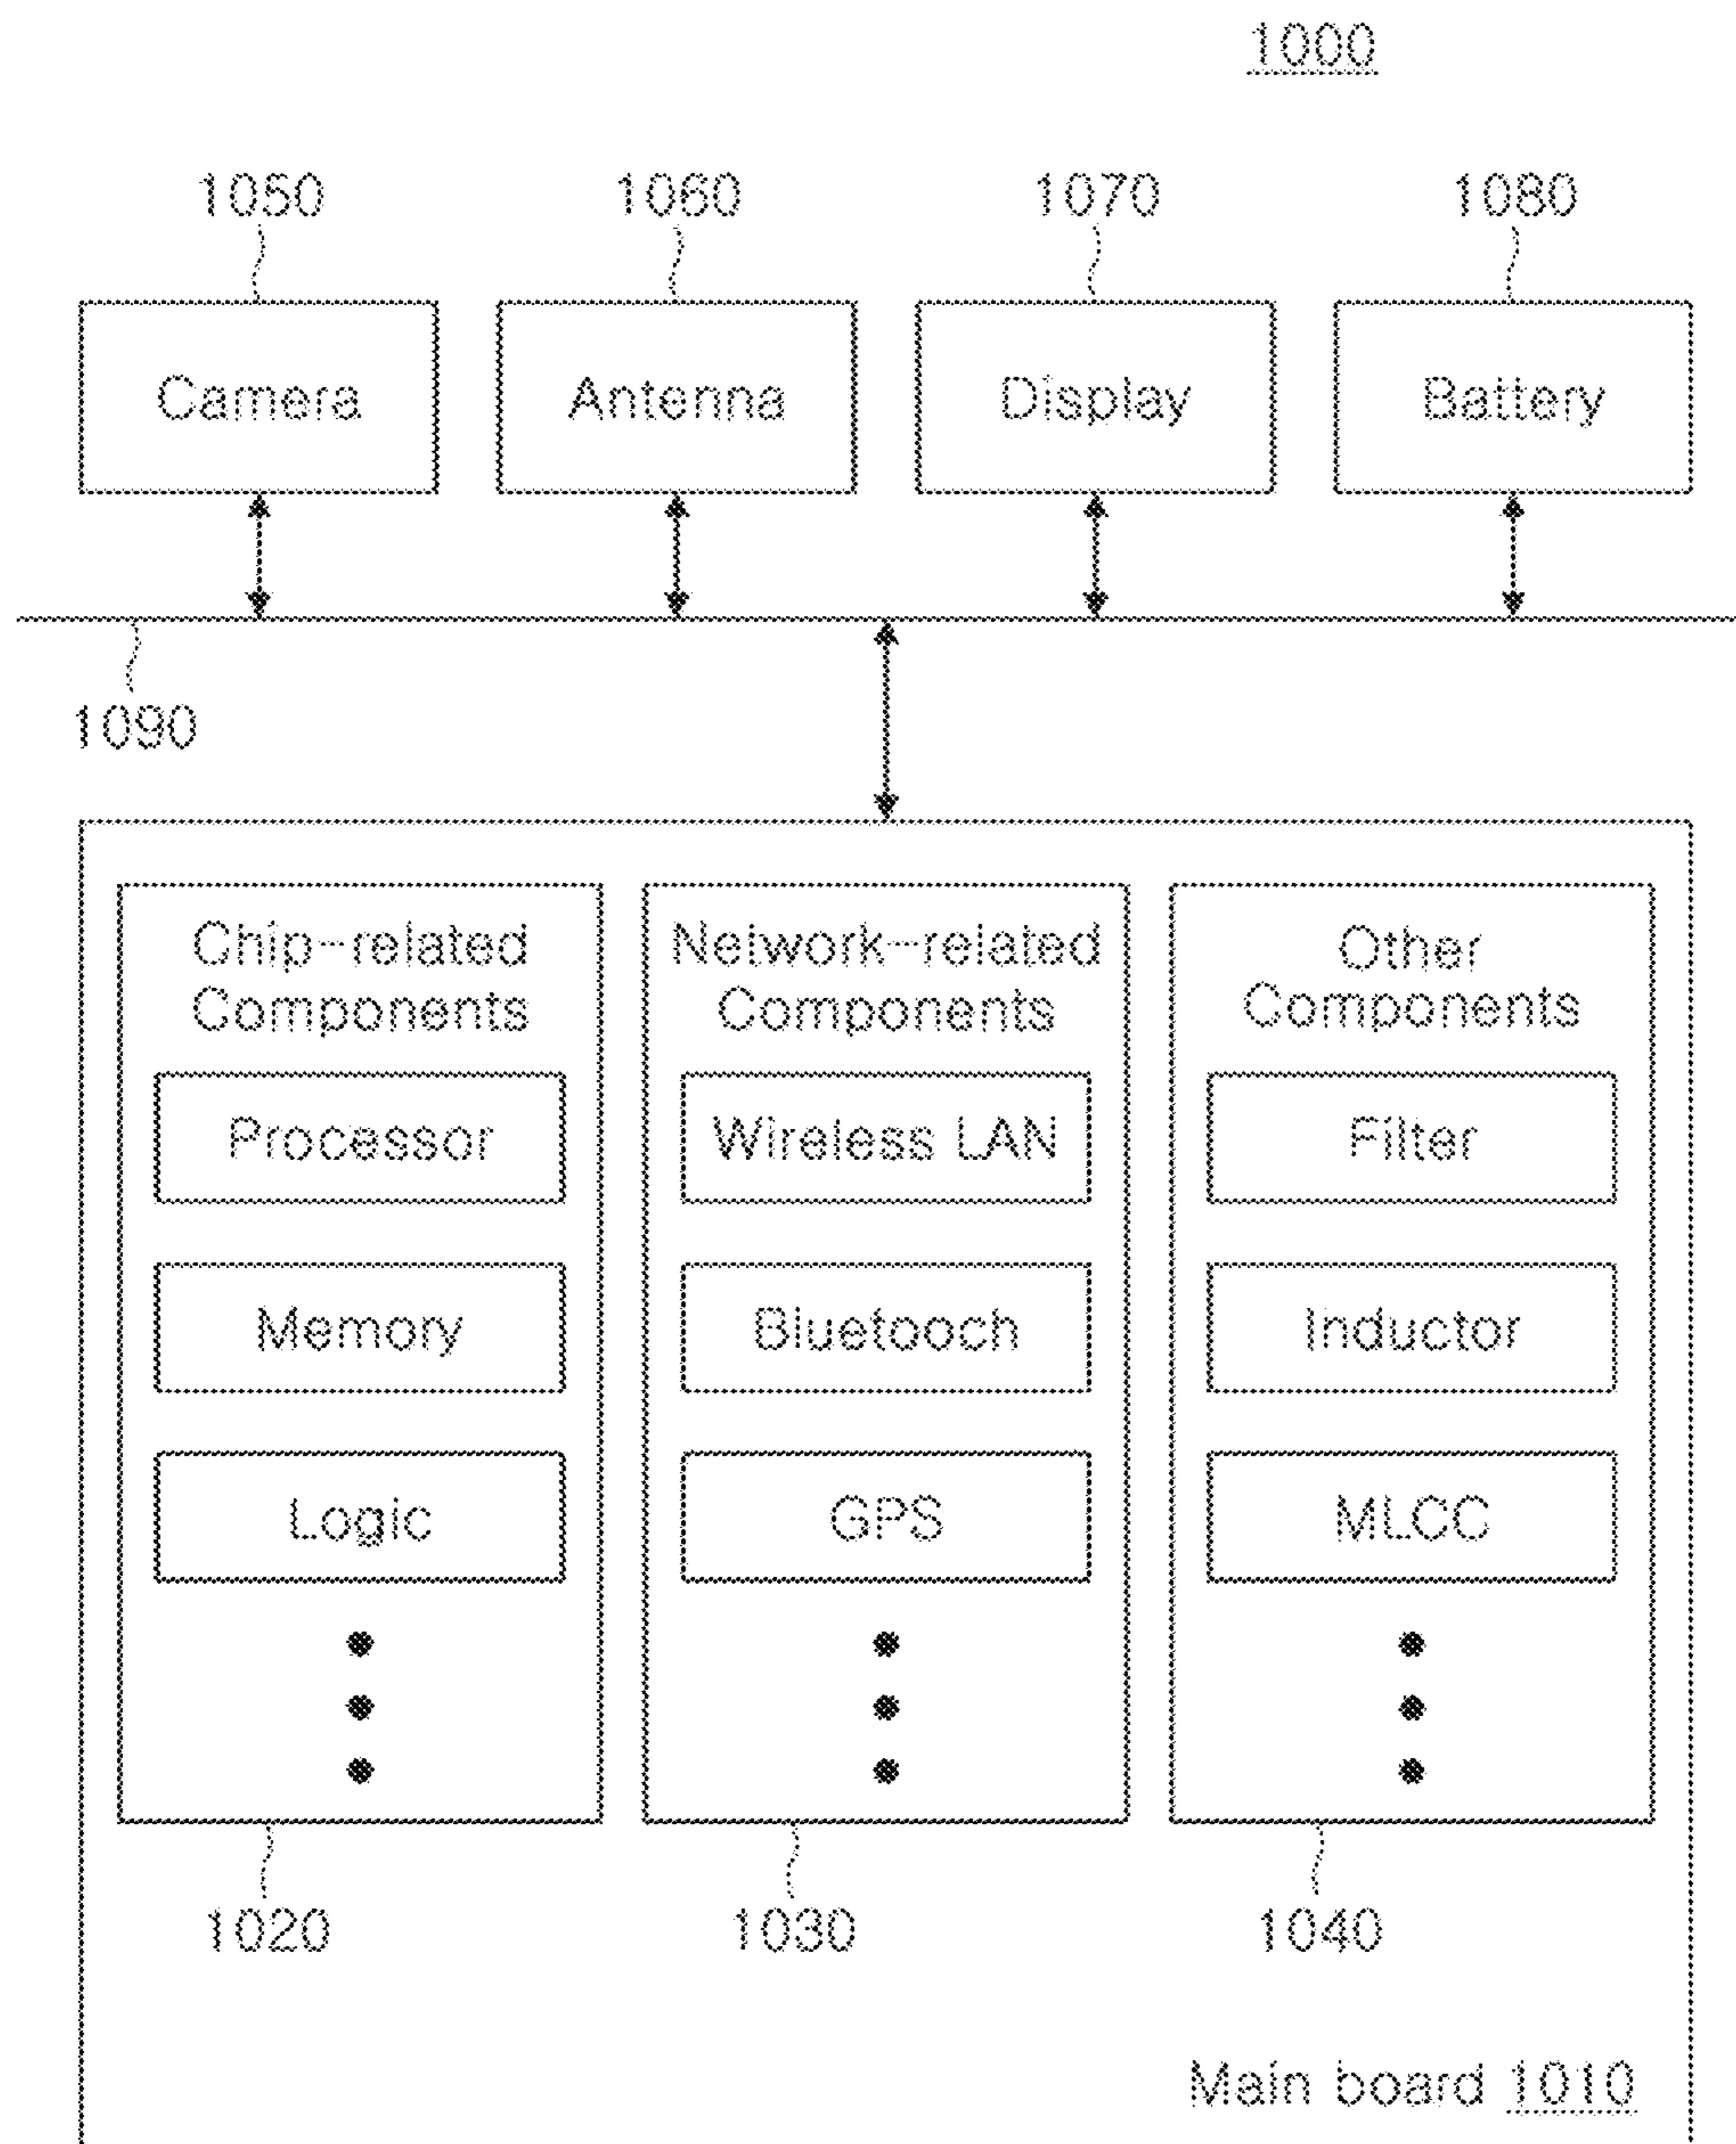 1000
1050 1060 1070 1080
Camera Antenna Display Battery
1090
Chip-related
Components
Processor
Memory
Logic
1020
Network-related
Components
Wireless LAN
Bluetooch
GPS
1030
Other
Components
Filter
Inductor
MLCC
1040
Main board 1010